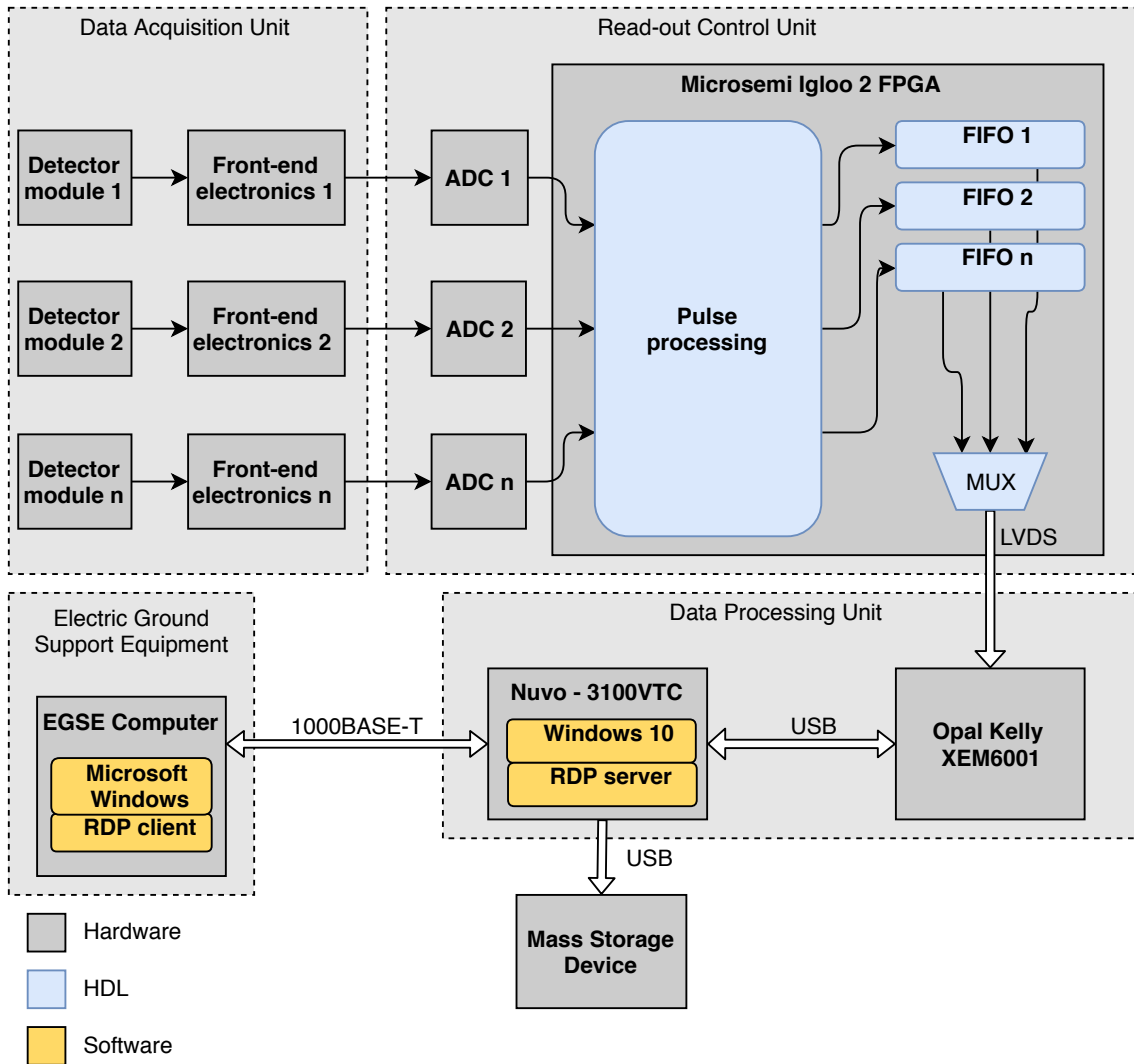 Data Acquisition Unit
Read-out Control Unit
Microsemi Igloo 2 FPGA
Detector
module 1
Front-end
electronics 1
ADC 1
FIFO 1
FIFO 2
FIFO n
Detector
module 2
Front-end
electronics 2
ADC 2
Pulse
processing
Detector
module n
Front-end
electronics n
ADC n
MUX
LVDS
Electric Ground
Support Equipment
Data Processing Unit
EGSE Computer
Microsoft
Windows
RDP client
1000BASE-T
Nuvo - 3100VTC
Windows 10
RDP server
USB
Opal Kelly
XEM6001
USB
Mass Storage
Device
Hardware
HDL
Software